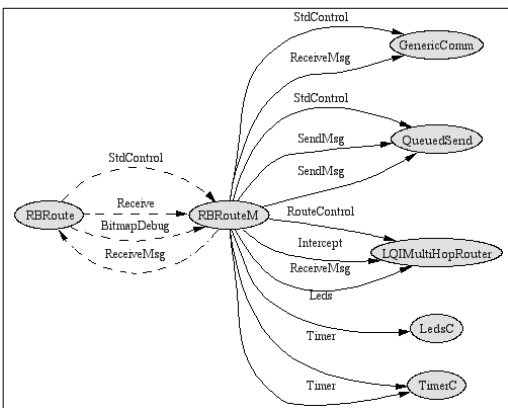 StdControl
GenericComm
ReceiveMsg
StdControl
SendMsg
QueuedSend
StdControl
SendMsg
Receive
RBRoute
RBRouteM
RouteControl
BitmapDebug
Intercept
ReceiveMsg
LQIMultiHopRouter
ReceiveMsg
Leds
LedsC
Timer
Timer
TimerC